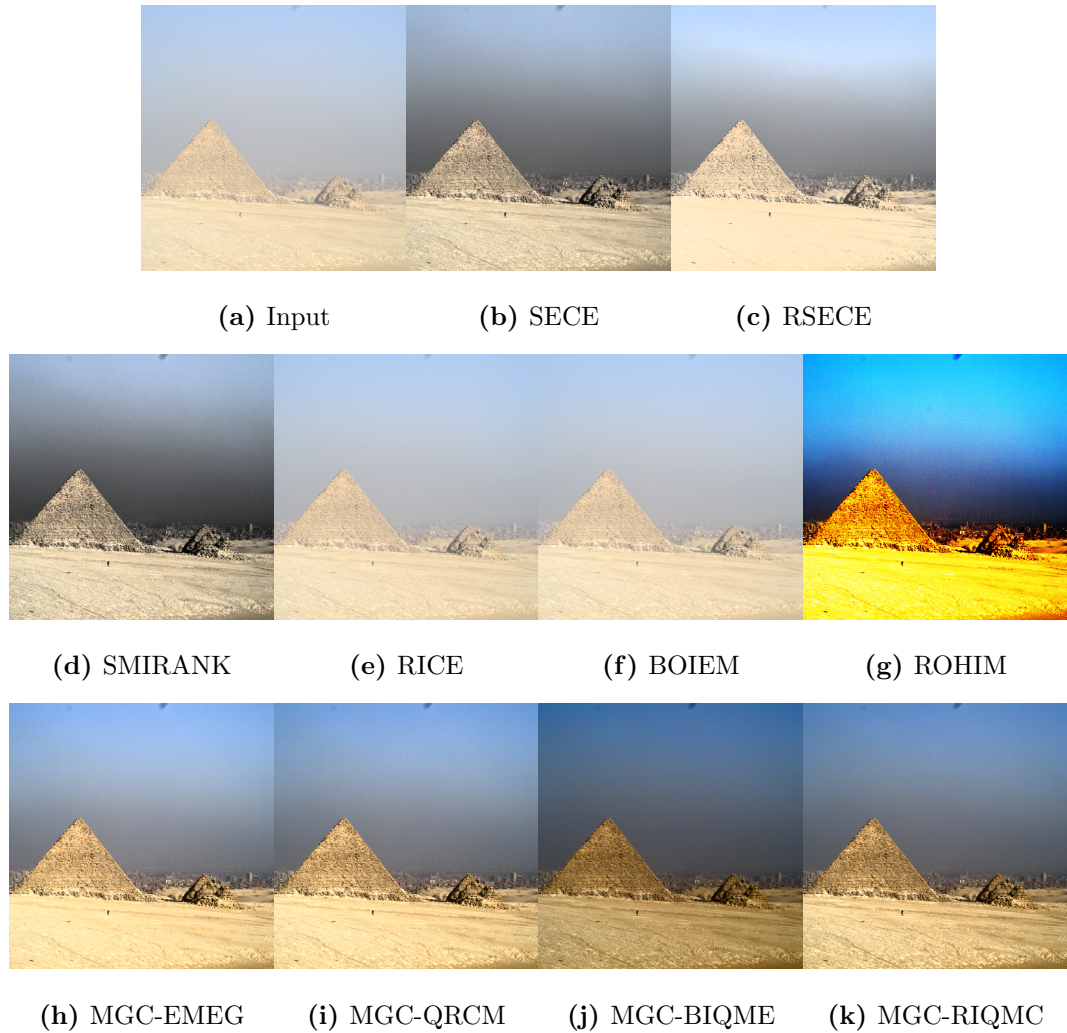 (a) Input (b) SECE (c) RSECE
(d) SMIRANK (e) RICE (f) BOIEM (g) ROHIM
(h) MGC-EMEG (i) MGC-QRCM (j) MGC-BIQME (k) MGC-RIQMC